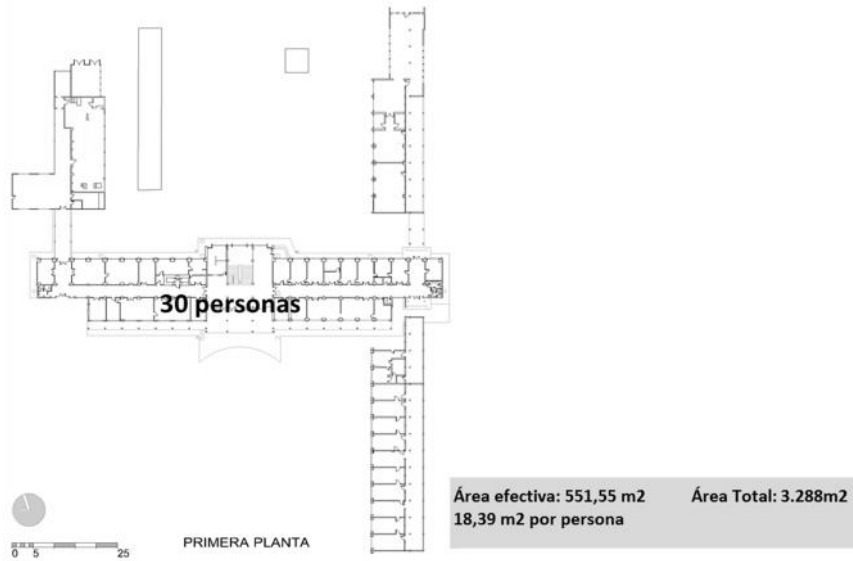 30 personas
Área efectiva: 551,55 m2 Área Total: 3.288m2
18,39 m2 por persona
PRIMERA PLANTA
0 5 25